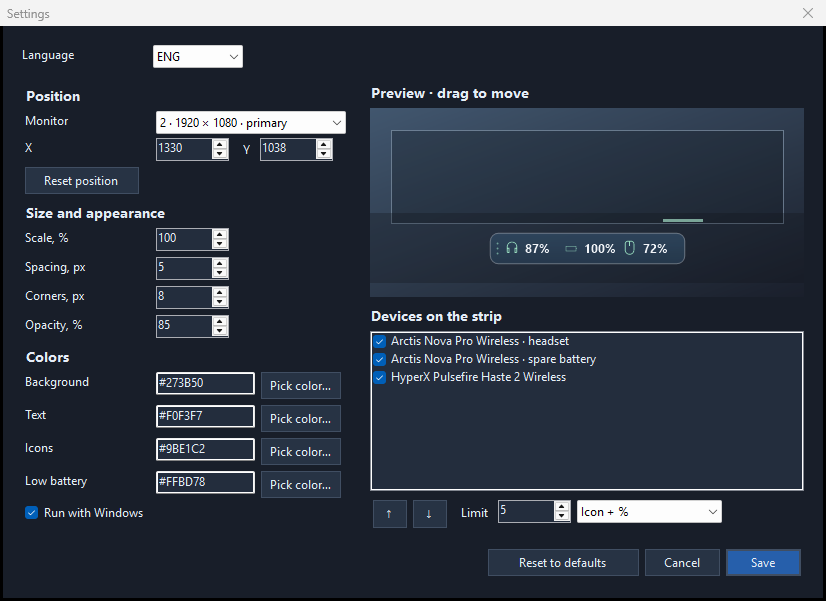 Settings
Language
ENG
Position
Monitor
2 · 1920 × 1080 · primary
X
1330
Y
1038
Reset position
Size and appearance
Scale, %
100
Spacing, px
5
Corners, px
8
Opacity, %
85
Colors
Background
#273B50
Pick color...
Text
#F0F3F7
Pick color...
Icons
#9BE1C2
Pick color...
Low battery
#FFBD78
Pick color...
Run with Windows
Preview · drag to move
87% 100% 72%
Devices on the strip
Arctis Nova Pro Wireless · headset
Arctis Nova Pro Wireless · spare battery
HyperX Pulsefire Haste 2 Wireless
↑ ↓ Limit 5 Icon + %
Reset to defaults Cancel Save